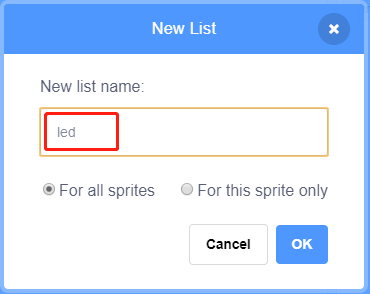 New List
New list name:
led
For all sprites For this sprite only
Cancel OK